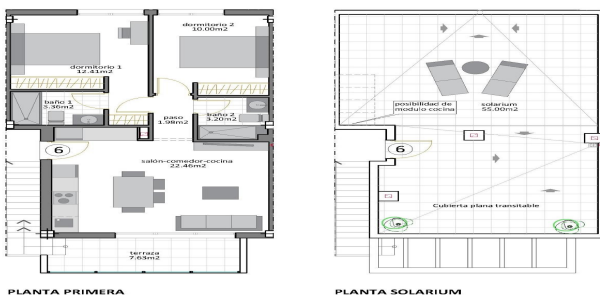 dormitorio 2
10.00m2
dormitorio 1
12.41m2
baño 1
3.36m2
paso
1.98m2
baño 2
3.20m2
6
salón-comedor-cocina
22.46m2
terraza
7.63m2
PLANTA PRIMERA
posibilidad de
modulo cocina
solarium
55.00m2
6
Cubierta plana transitable
PLANTA SOLARIUM